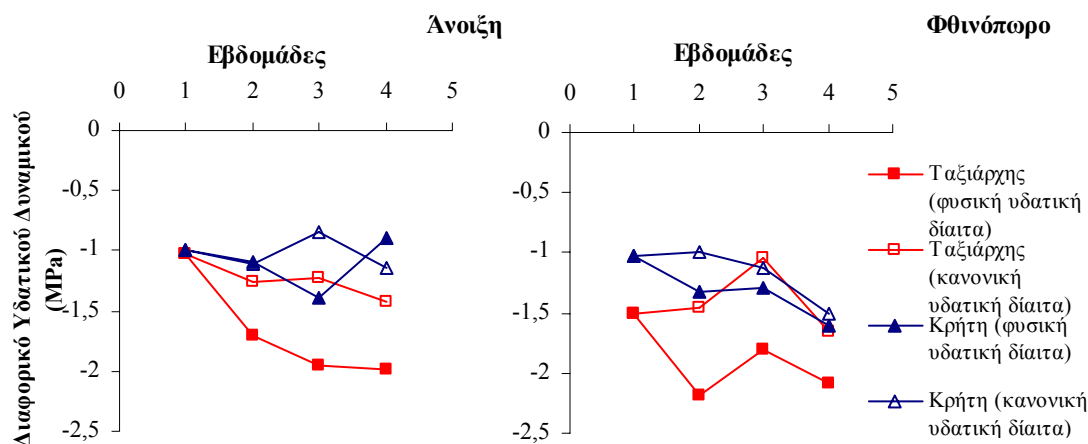 Άνοιξη
Φθινόπωρο
Εβδομάδες
Εβδομάδες
0 1 2 3 4 5
0 1 2 3 4 5
0
-0,5
-1
-1,5
-2
-2,5
Διαφορικό Υδατικού Δυναμικού
(MPa)
0
-0,5
-1
-1,5
-2
-2,5
Ταξιάρχης
(φυσική υδατική
δίαιτα)
Ταξιάρχης
(κανονική
υδατική δίαιτα)
Κρήτη (φυσική
υδατική δίαιτα)
Κρήτη (κανονική
υδατική δίαιτα)